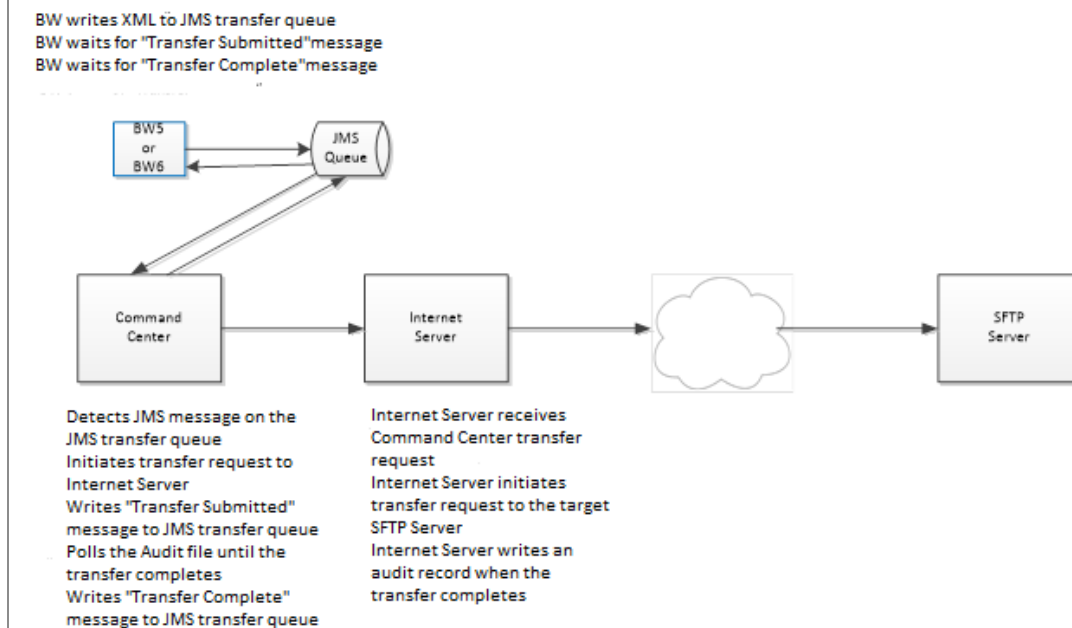 BW writes XML to JMS transfer queue
BW waits for "Transfer Submitted"message
BW waits for "Transfer Complete"message
BW5
or
BW6
JMS
Queue
Command
Center
Internet
Server
SFTP
Server
Detects JMS message on the
JMS transfer queue
Initiates transfer request to
Internet Server
Writes "Transfer Submitted"
message to JMS transfer queue
Polls the Audit file until the
transfer completes
Writes "Transfer Complete"
message to JMS transfer queue
Internet Server receives
Command Center transfer
request
Internet Server initiates
transfer request to the target
SFTP Server
Internet Server writes an
audit record when the
transfer completes